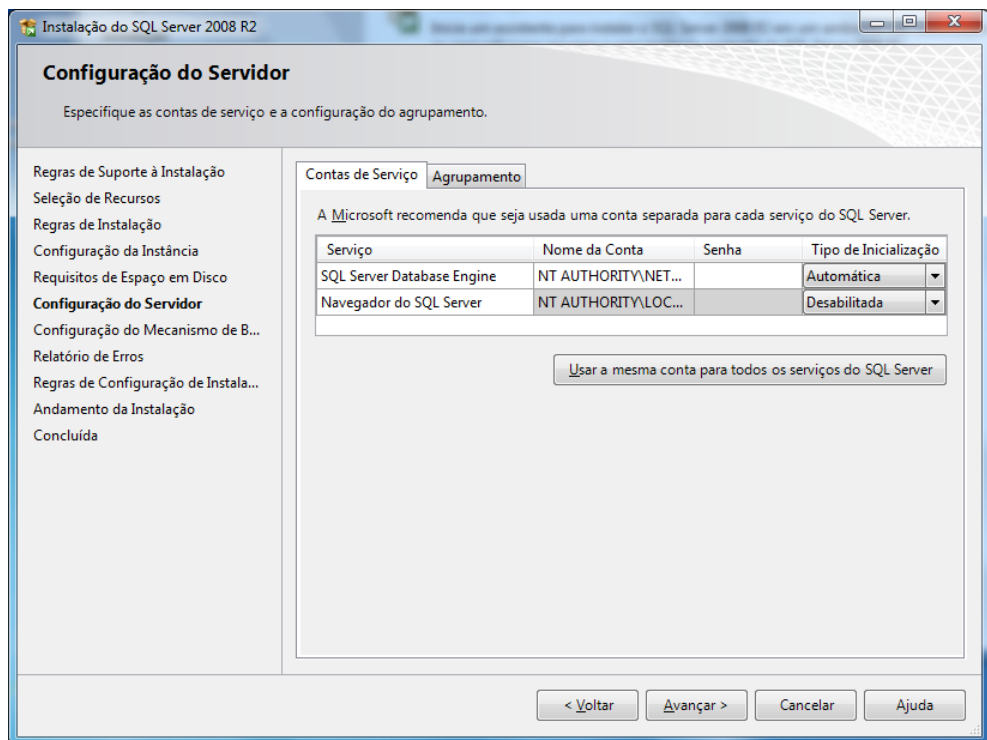 Instalação do SQL Server 2008 R2
Configuração do Servidor
Especifique as contas de serviço e a configuração do agrupamento.
Regras de Suporte à Instalação
Seleção de Recursos
Regras de Instalação
Configuração da Instância
Requisitos de Espaço em Disco
Configuração do Servidor
Configuração do Mecanismo de B...
Relatório de Erros
Regras de Configuração de Instala...
Andamento da Instalação
Concluída
Contas de Serviço Agrupamento
A Microsoft recomenda que seja usada uma conta separada para cada serviço do SQL Server.
Serviço Nome da Conta Senha Tipo de Inicialização
SQL Server Database Engine NT AUTHORITY\NET... Automática
Navegador do SQL Server NT AUTHORITY\LOC... Desabilitada
Usar a mesma conta para todos os serviços do SQL Server
< Voltar Avançar > Cancelar Ajuda